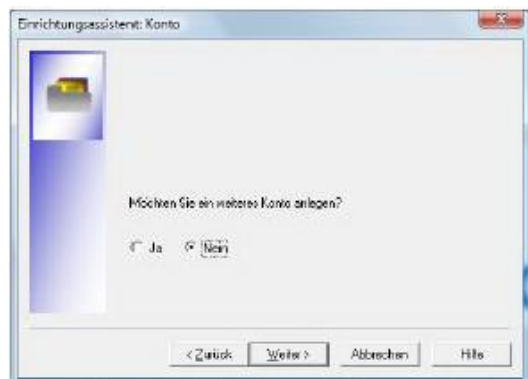 Einrichtungsassistent: Konto
Möchten Sie ein weiteres Konto anlegen?
Ja Nein
< Zurück Weiter > Abbrechen Hilfe